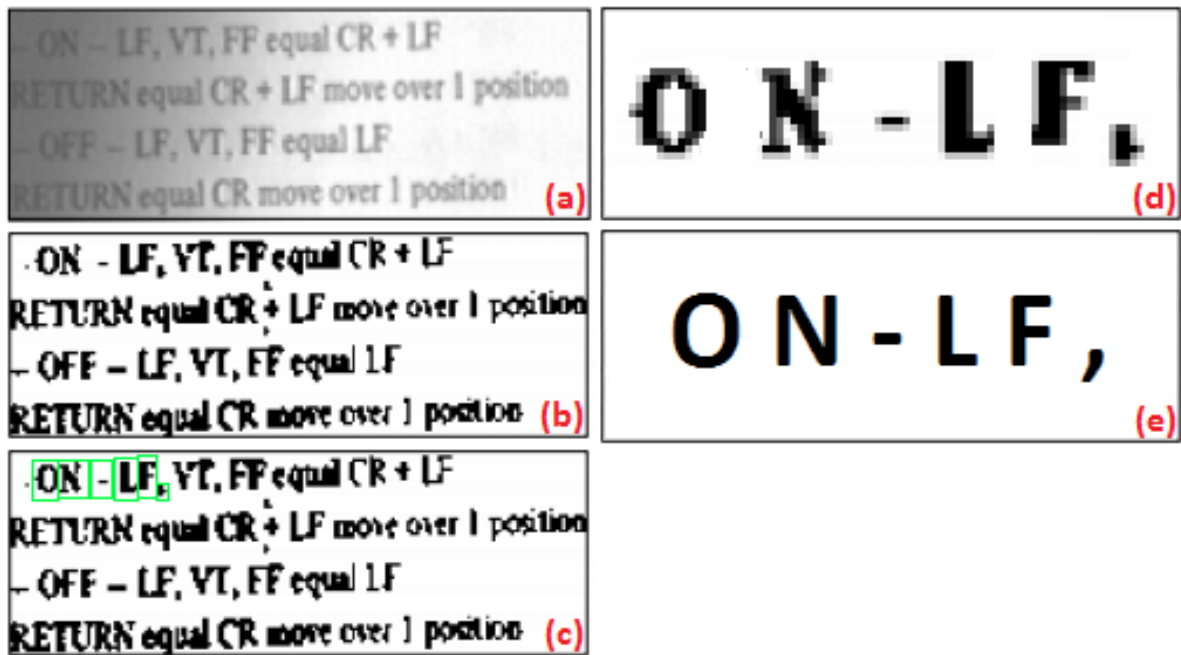 – ON – LF, VT, FF equal CR + LF
RETURN equal CR + LF move over 1 position
– OFF – LF, VT, FF equal LF
RETURN equal CR move over 1 position
(a)
- ON - LF, VT, FF equal CR + LF
RETURN equal CR + LF move over 1 position
– OFF – LF, VT, FF equal LF
RETURN equal CR move over 1 position
(b)
- ON - LF, VT, FF equal CR + LF
RETURN equal CR + LF move over 1 position
– OFF – LF, VT, FF equal LF
RETURN equal CR move over 1 position
(c)
O N - L F ,
(d)
O N - L F ,
(e)